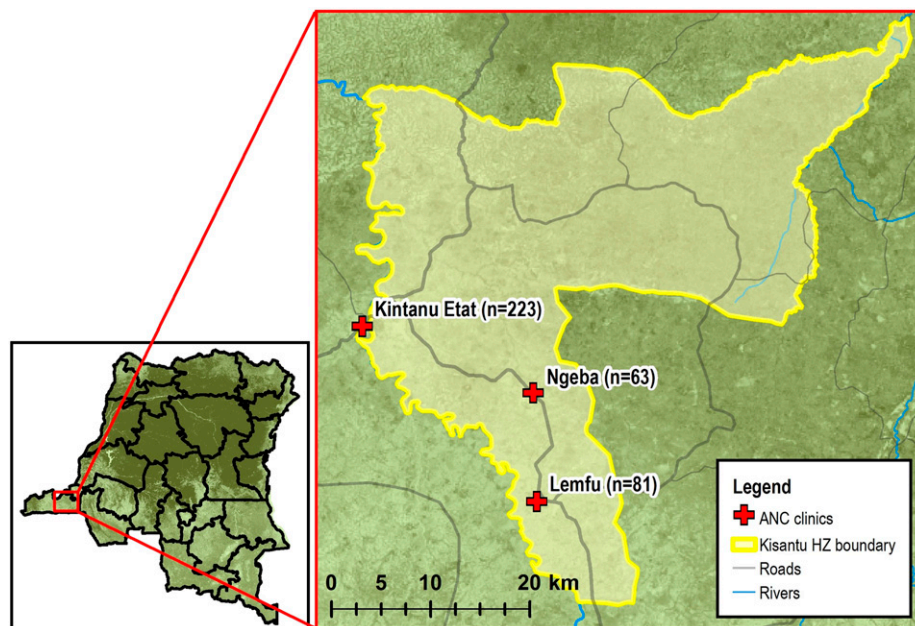 Kintanu Etat (n=223)
Ngeba (n=63)
Lemfu (n=81)
0 5 10 20 km
Legend
ANC clinics
Kisantu HZ boundary
Roads
Rivers